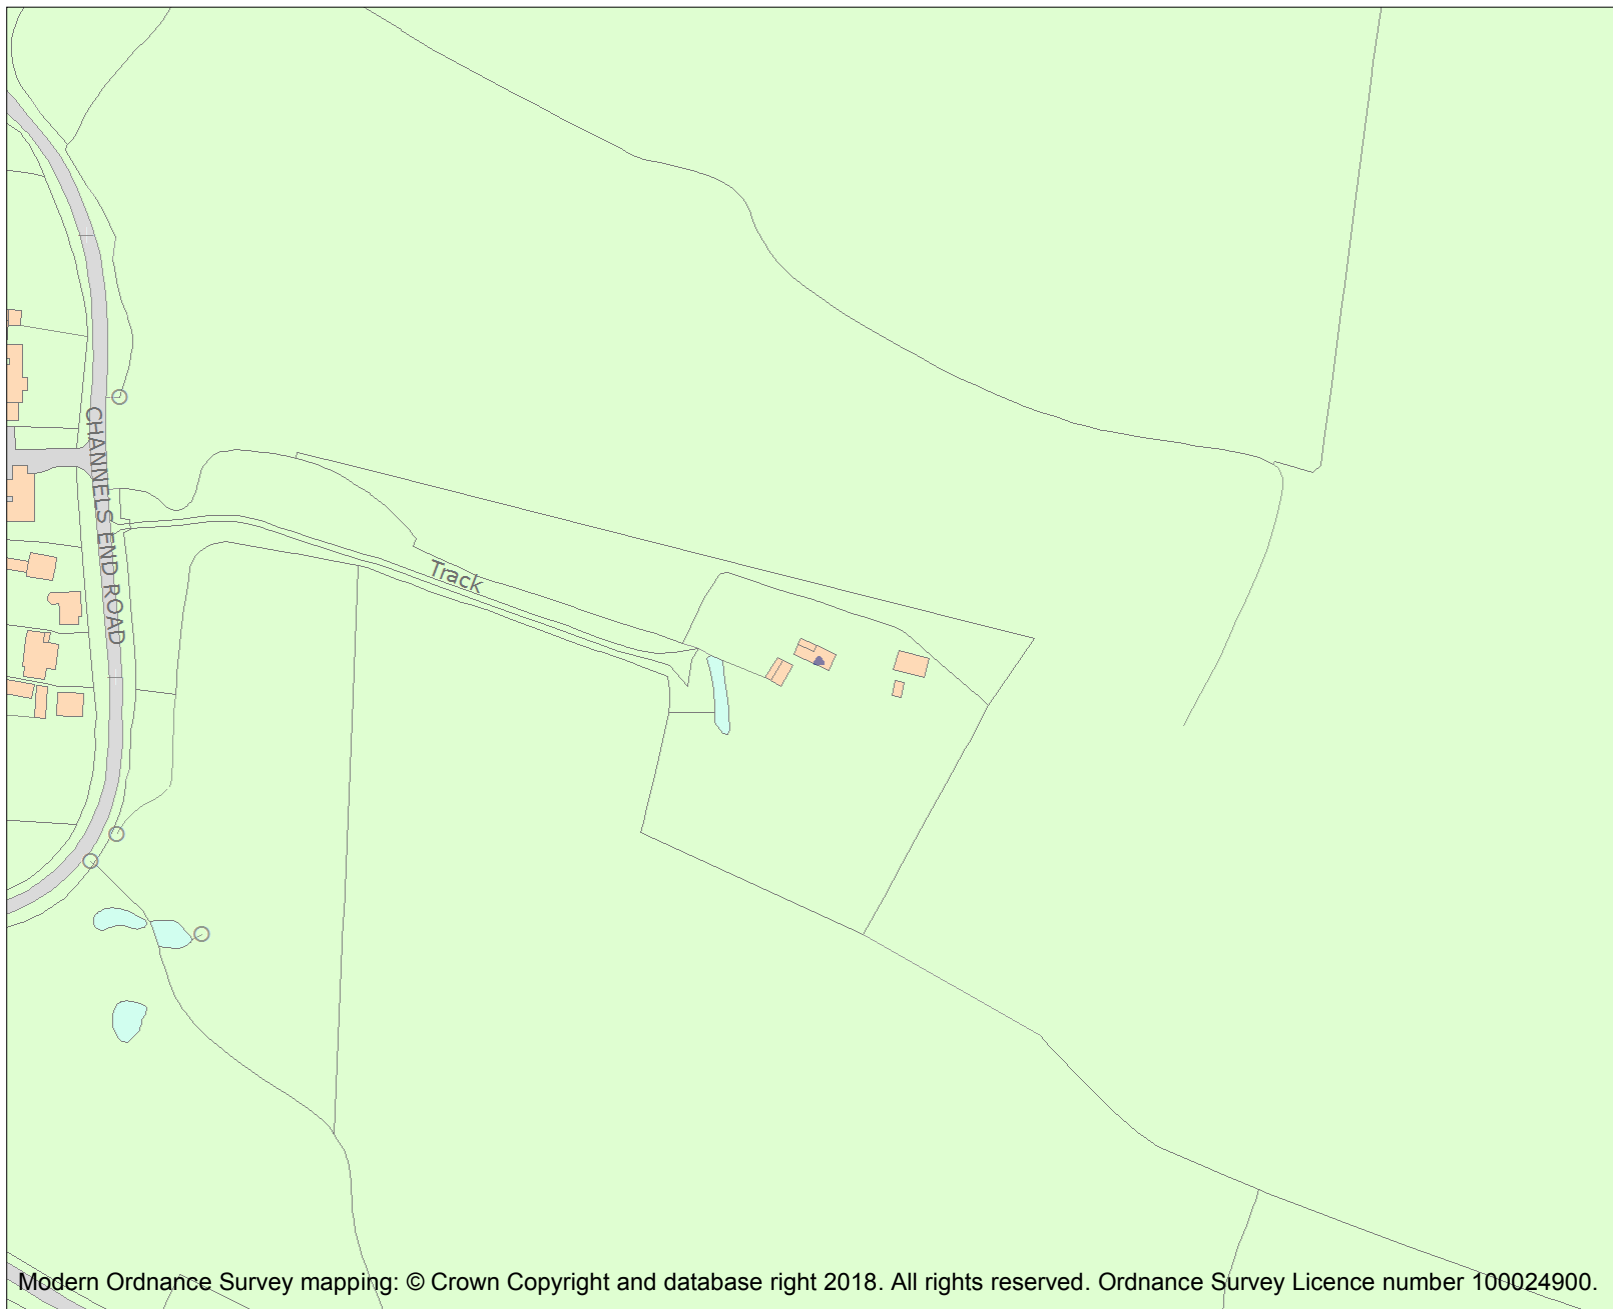 CHANNELS END ROAD
Track
Modern Ordnance Survey mapping: © Crown Copyright and database right 2018. All rights reserved. Ordnance Survey Licence number 100024900.